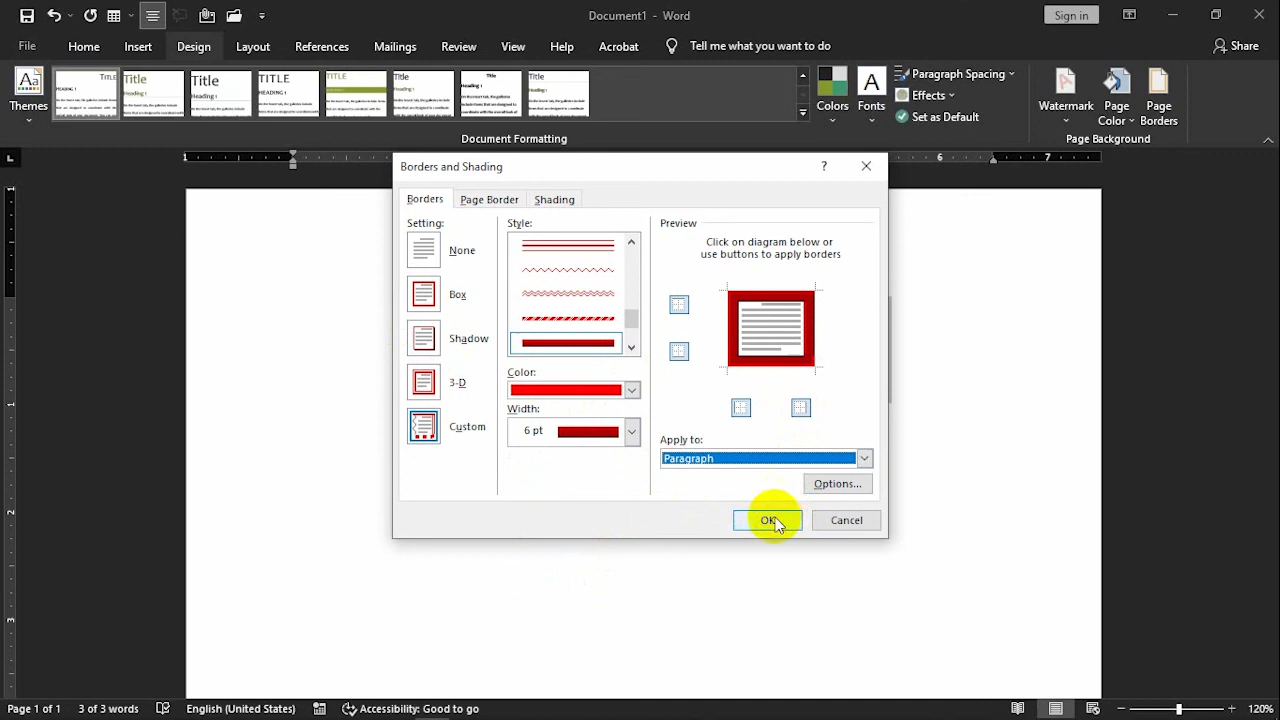 Document1 - Word
Sign in
File Home Insert Design Layout References Mailings Review View Help Acrobat Tell me what you want to do Share
Themes
Colors
Fonts
Paragraph Spacing
Effects
Set as Default
Watermark
Page Color
Page Borders
Document Formatting
Page Background
1 6 7
Borders and Shading ?
Borders Page Border Shading
Setting:
None
Box
Shadow
3-D
Custom
Style:
Color:
Width:
6 pt
Preview
Click on diagram below or
use buttons to apply borders
Apply to:
Paragraph
Options...
OK Cancel
Page 1 of 1 3 of 3 words English (United States) Accessibility: Good to go 120%